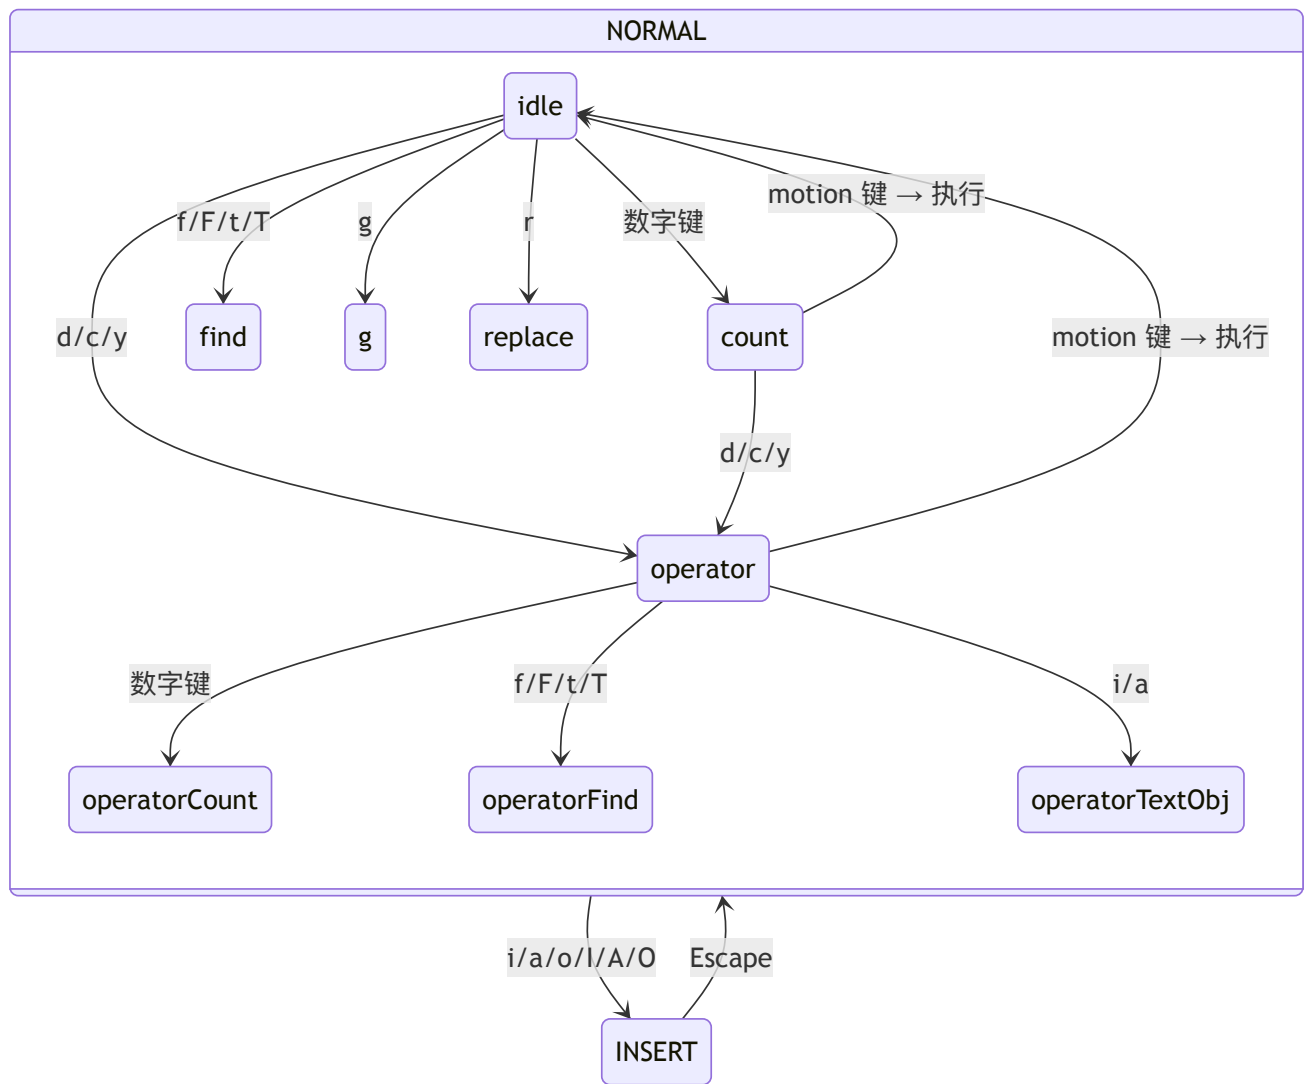 NORMAL
idle
motion 键 → 执行
f/F/t/T
g
r
数字键
d/c/y
find
g
replace
count
motion 键 → 执行
d/c/y
operator
数字键
f/F/t/T
i/a
operatorCount
operatorFind
operatorTextObj
i/a/o/I/A/O
Escape
INSERT